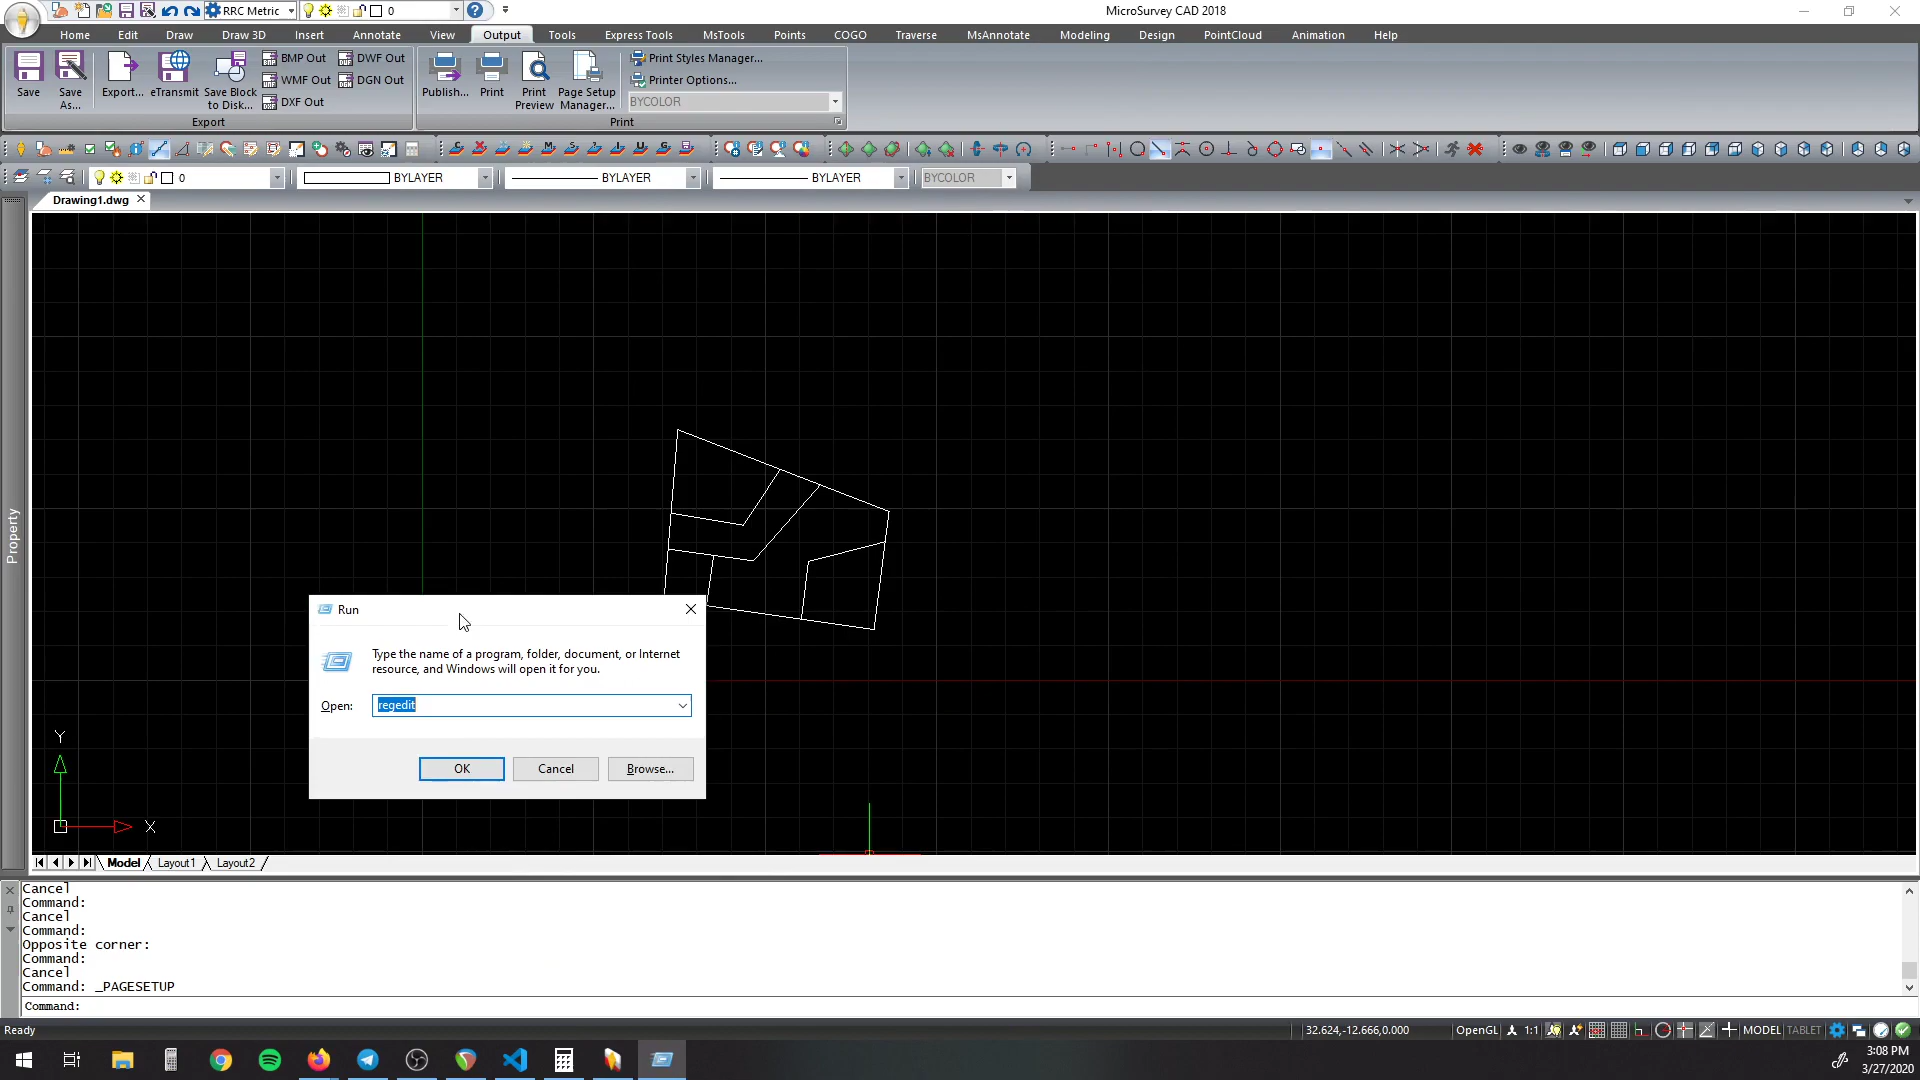 RRC Metric
0
MicroSurvey CAD 2018
Home
Edit
Draw
Draw 3D
Insert
Annotate
View
Output
Tools
Express Tools
MsTools
Points
COGO
Traverse
MsAnnotate
Modeling
Design
PointCloud
Animation
Help
Save
Save As...
Export...
eTransmit
Save Block to Disk...
BMP Out
WMF Out
DXF Out
DWF Out
DGN Out
Export
Publish...
Print
Print Preview
Page Setup Manager...
Print Styles Manager...
Printer Options...
BYCOLOR
Print
0
BYLAYER
BYLAYER
BYLAYER
BYCOLOR
Drawing1.dwg
Property
Run
Type the name of a program, folder, document, or Internet
resource, and Windows will open it for you.
Open:
regedit
OK
Cancel
Browse...
Y
X
Model
Layout1
Layout2
Cancel
Command:
Cancel
Command:
Opposite corner:
Command:
Cancel
Command: _PAGESETUP
Command:
Ready
32.624,-12.666,0.000
OpenGL
1:1
MODEL
TABLET
3:08 PM
3/27/2020